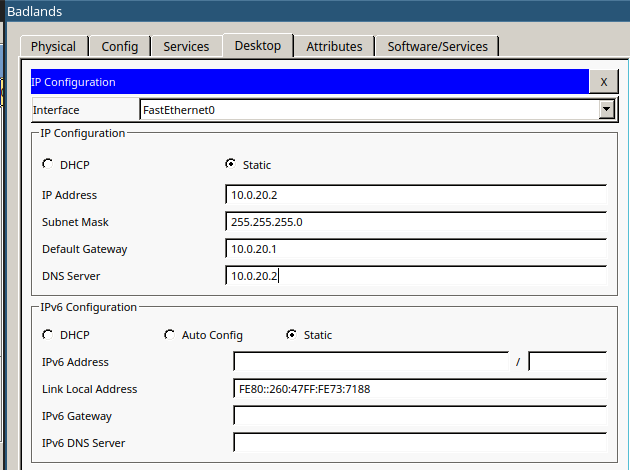 Badlands
Physical Config Services Desktop Attributes Software/Services
IP Configuration X
Interface FastEthernet0
IP Configuration
DHCP Static
IP Address 10.0.20.2
Subnet Mask 255.255.255.0
Default Gateway 10.0.20.1
DNS Server 10.0.20.2
IPv6 Configuration
DHCP Auto Config Static
IPv6 Address /
Link Local Address FE80::260:47FF:FE73:7188
IPv6 Gateway
IPv6 DNS Server